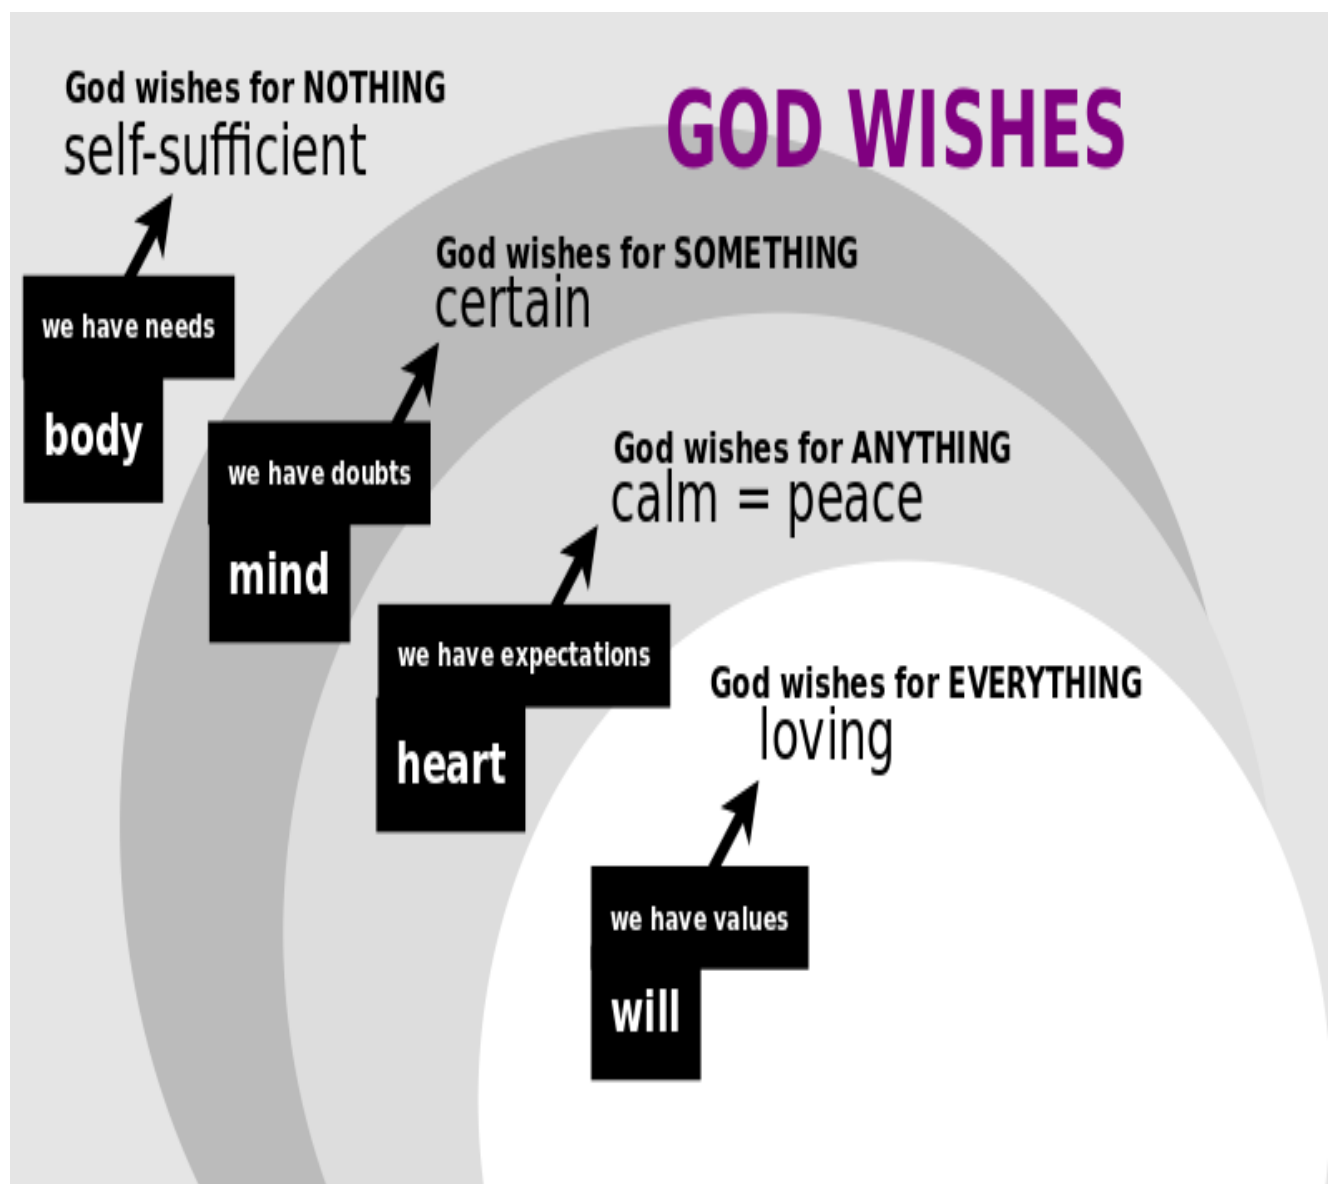 GOD WISHES
God wishes for NOTHING
self-sufficient
we have needs
body
God wishes for SOMETHING
certain
we have doubts
mind
God wishes for ANYTHING
calm = peace
we have expectations
heart
God wishes for EVERYTHING
loving
we have values
will